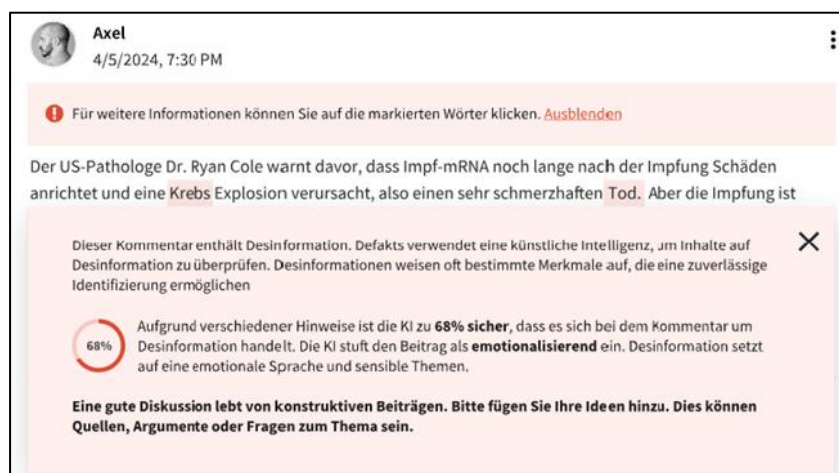 Axel
4/5/2024, 7:30 PM
Für weitere Informationen können Sie auf die markierten Wörter klicken. Ausblenden
Der US-Pathologe Dr. Ryan Cole warnt davor, dass Impf-mRNA noch lange nach der Impfung Schäden
anrichtet und eine Krebs Explosion verursacht, also einen sehr schmerzhaften Tod. Aber die Impfung ist
Dieser Kommentar enthält Desinformation. Defakts verwendet eine künstliche Intelligenz, um Inhalte auf
Desinformation zu überprüfen. Desinformationen weisen oft bestimmte Merkmale auf, die eine zuverlässige
Identifizierung ermöglichen
68%
Aufgrund verschiedener Hinweise ist die KI zu 68% sicher, dass es sich bei dem Kommentar um
Desinformation handelt. Die KI stuft den Beitrag als emotionalisierend ein. Desinformation setzt
auf eine emotionale Sprache und sensible Themen.
Eine gute Diskussion lebt von konstruktiven Beiträgen. Bitte fügen Sie Ihre Ideen hinzu. Dies können
Quellen, Argumente oder Fragen zum Thema sein.